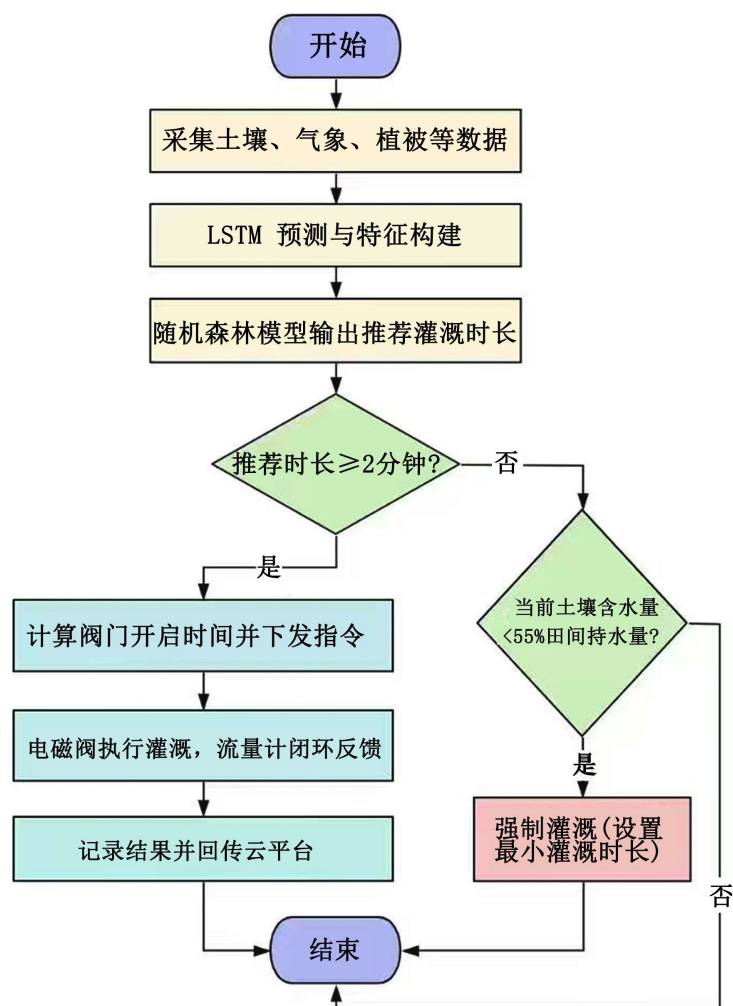 开始
采集土壤、气象、植被等数据
LSTM 预测与特征构建
随机森林模型输出推荐灌溉时长
推荐时长≥2分钟?
否
是
当前土壤含水量
<55%田间持水量?
计算阀门开启时间并下发指令
电磁阀执行灌溉，流量计闭环反馈
是
记录结果并回传云平台
强制灌溉(设置
最小灌溉时长)
否
结束